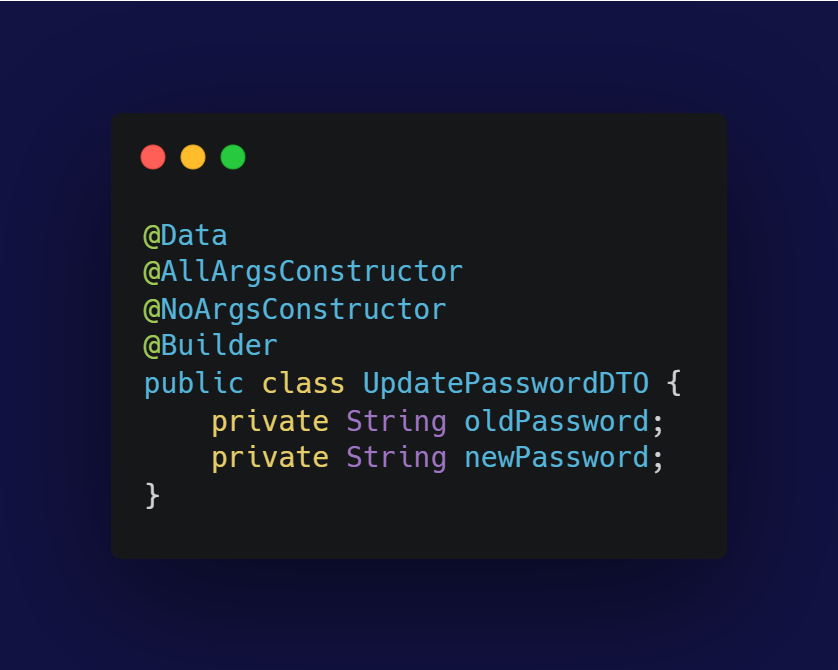 @Data
@AllArgsConstructor
@NoArgsConstructor
@Builder
public class UpdatePasswordDTO {
    private String oldPassword;
    private String newPassword;
}